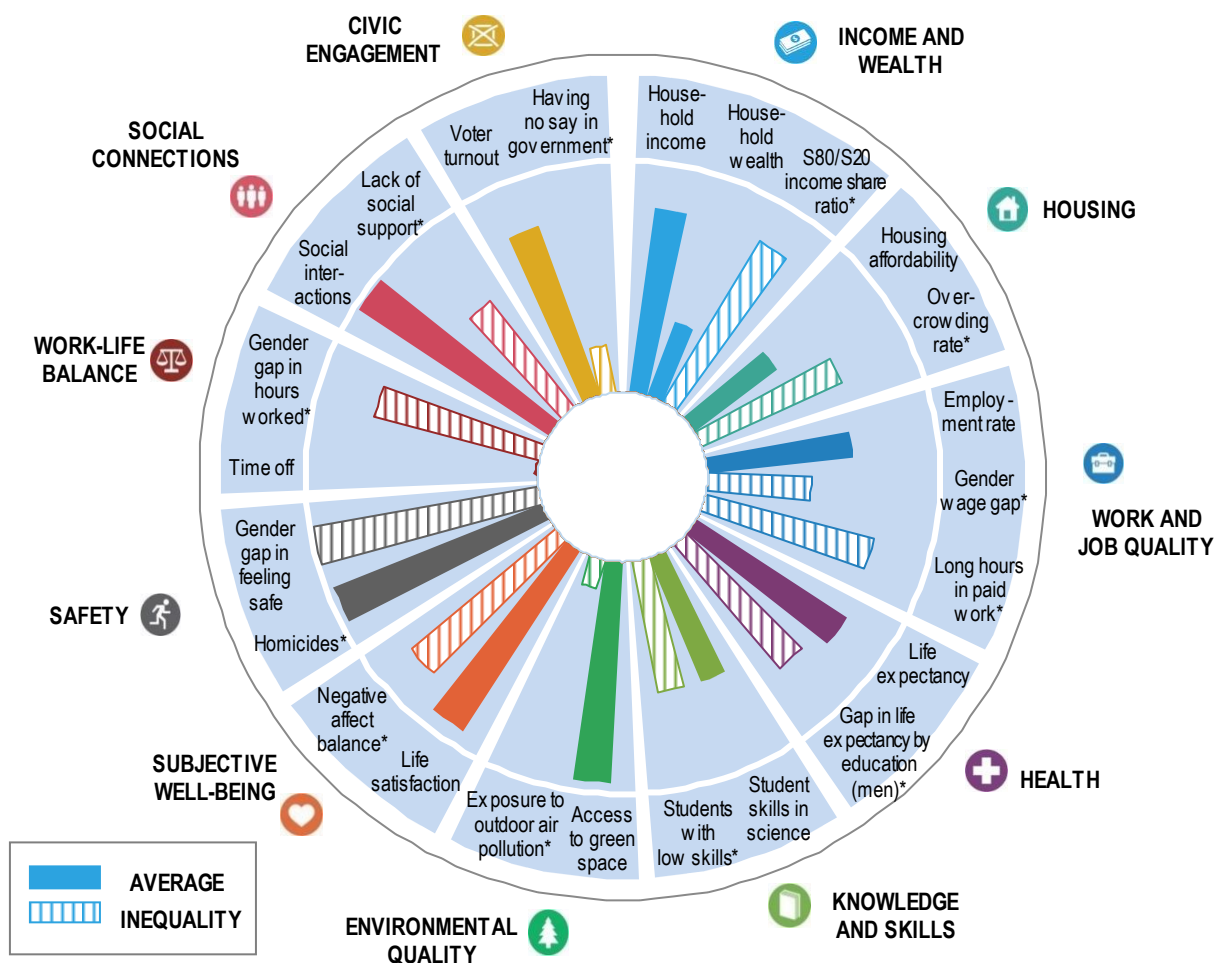 CIVIC
ENGAGEMENT
INCOME AND
WEALTH
HOUSING
WORK AND
JOB QUALITY
HEALTH
KNOWLEDGE
AND SKILLS
ENVIRONMENTAL
QUALITY
SUBJECTIVE
WELL-BEING
SAFETY
WORK-LIFE
BALANCE
SOCIAL
CONNECTIONS
Voter
turnout
Having
no say in
government*
House-
hold
income
House-
hold
wealth
S80/S20
income share
ratio*
Housing
affordability
Over-
crowding
rate*
Employ-
ment rate
Gender
wage gap*
Long hours
in paid
work*
Life
expectancy
Gap in life
expectancy by
education
(men)*
Student
skills in
science
Students
with
low skills*
Access
to green
space
Exposure to
outdoor air
pollution*
Life
satisfaction
Negative
affect
balance*
Homicides*
Gender
gap in
feeling
safe
Time off
Gender
gap in
hours
worked*
Social
inter-
actions
Lack of
social
support*
AVERAGE
INEQUALITY